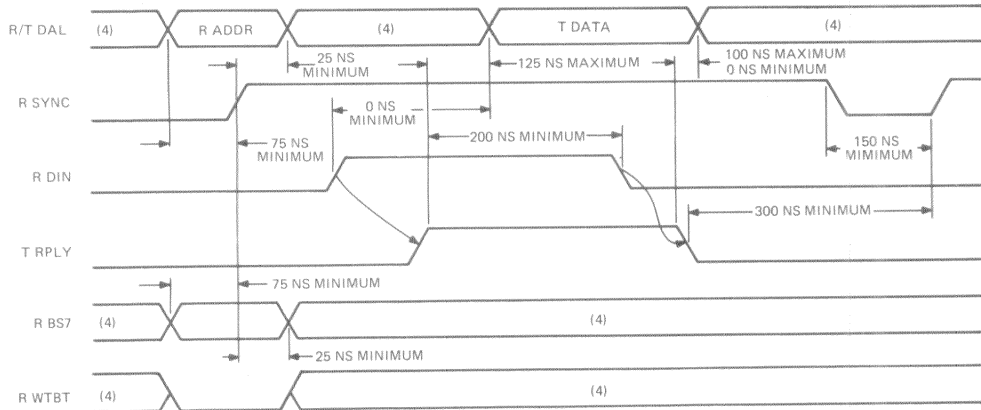 R/T DAL (4) R ADDR (4) T DATA (4)
25 NS
MINIMUM
125 NS MAXIMUM
100 NS MAXIMUM
0 NS MINIMUM
R SYNC
0 NS
MINIMUM
75 NS
MINIMUM
200 NS MINIMUM
150 NS
MIMIMUM
R DIN
300 NS MINIMUM
T RPLY
75 NS MINIMUM
R BS7 (4) (4)
25 NS MINIMUM
R WTBT (4) (4)